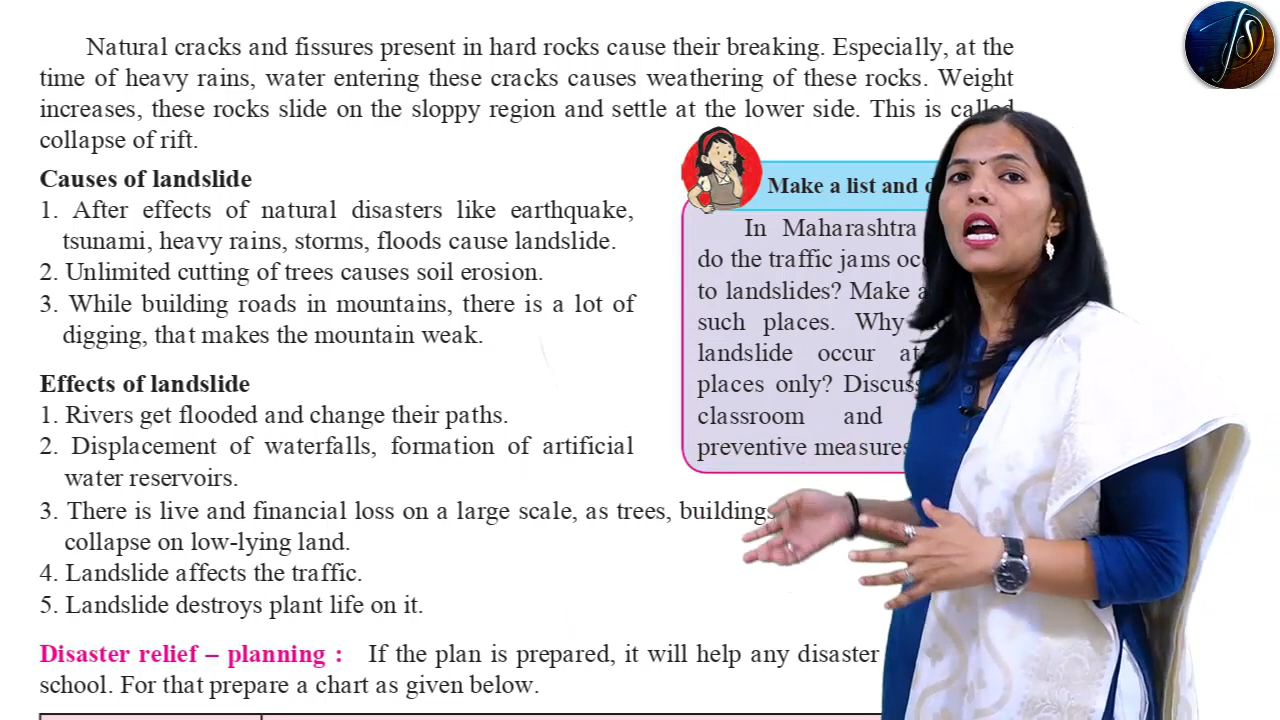 Natural cracks and fissures present in hard rocks cause their breaking. Especially, at the
time of heavy rains, water entering these cracks causes weathering of these rocks. Weight
increases, these rocks slide on the sloppy region and settle at the lower side. This is called
collapse of rift.
Causes of landslide
1. After effects of natural disasters like earthquake,
tsunami, heavy rains, storms, floods cause landslide.
2. Unlimited cutting of trees causes soil erosion.
3. While building roads in mountains, there is a lot of
digging, that makes the mountain weak.
Make a list and
In Maharashtra
do the traffic jams
to landslides? Make
such places. Why
landslide occur at
places only? Discuss
classroom and
preventive measures
Effects of landslide
1. Rivers get flooded and change their paths.
2. Displacement of waterfalls, formation of artificial
water reservoirs.
3. There is live and financial loss on a large scale, as trees, buildings
collapse on low-lying land.
4. Landslide affects the traffic.
5. Landslide destroys plant life on it.
Disaster relief – planning : If the plan is prepared, it will help any disaster
school. For that prepare a chart as given below.